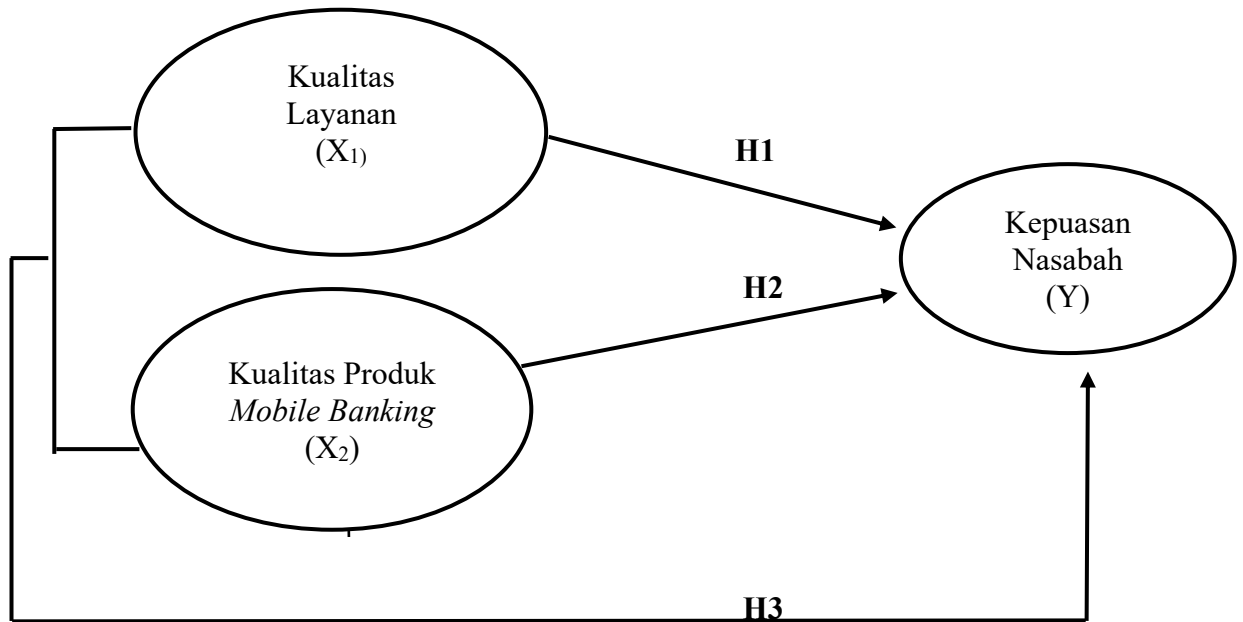 Kualitas
Layanan
(X₁)
H1
Kepuasan
Nasabah
(Y)
H2
Kualitas Produk
Mobile Banking
(X₂)
H3